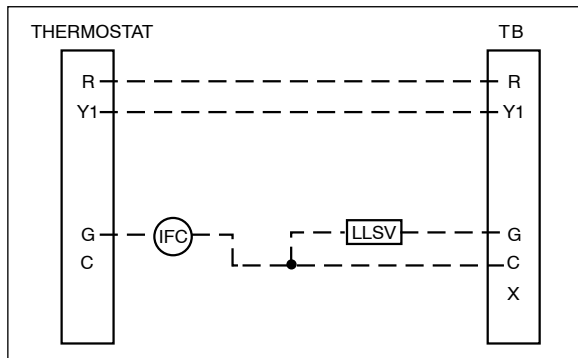 THERMOSTAT TB
R R
Y1 Y1
LLSV
G IFC G
C C
X